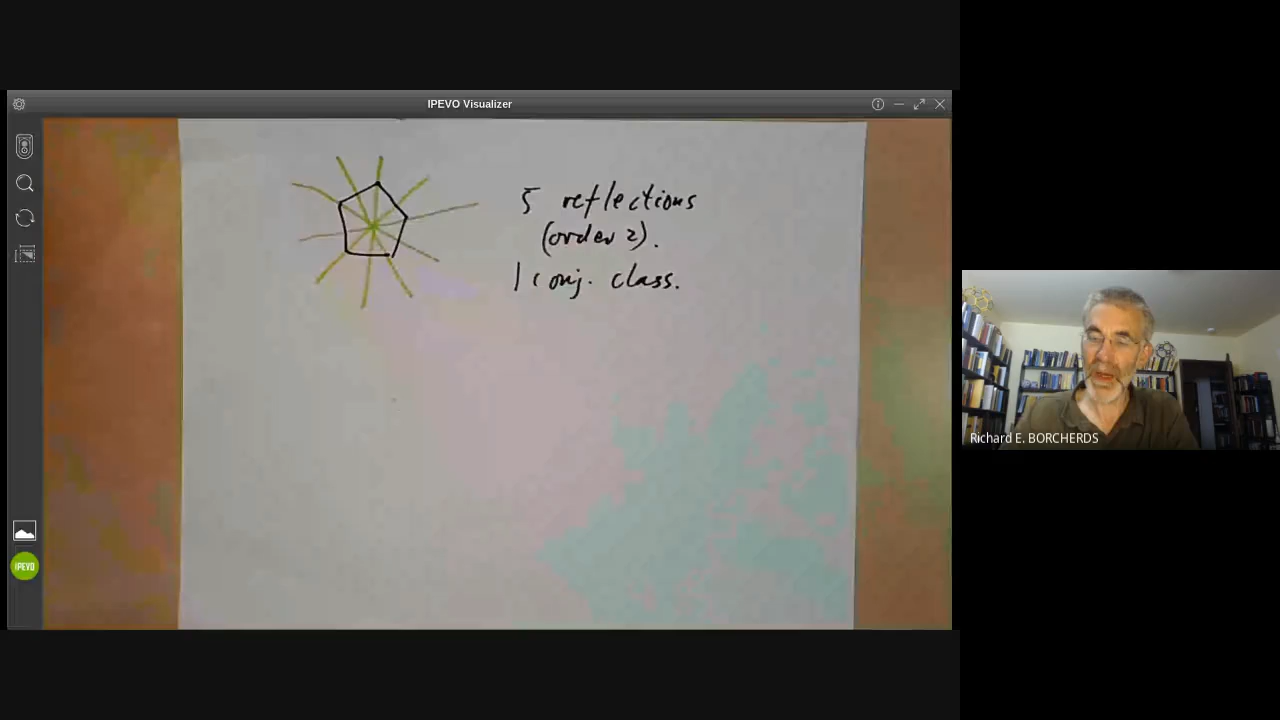 IPEVO Visualizer
5 reflections
(order 2).
1 conj. class.
iPEVO
Richard E. BORCHERDS